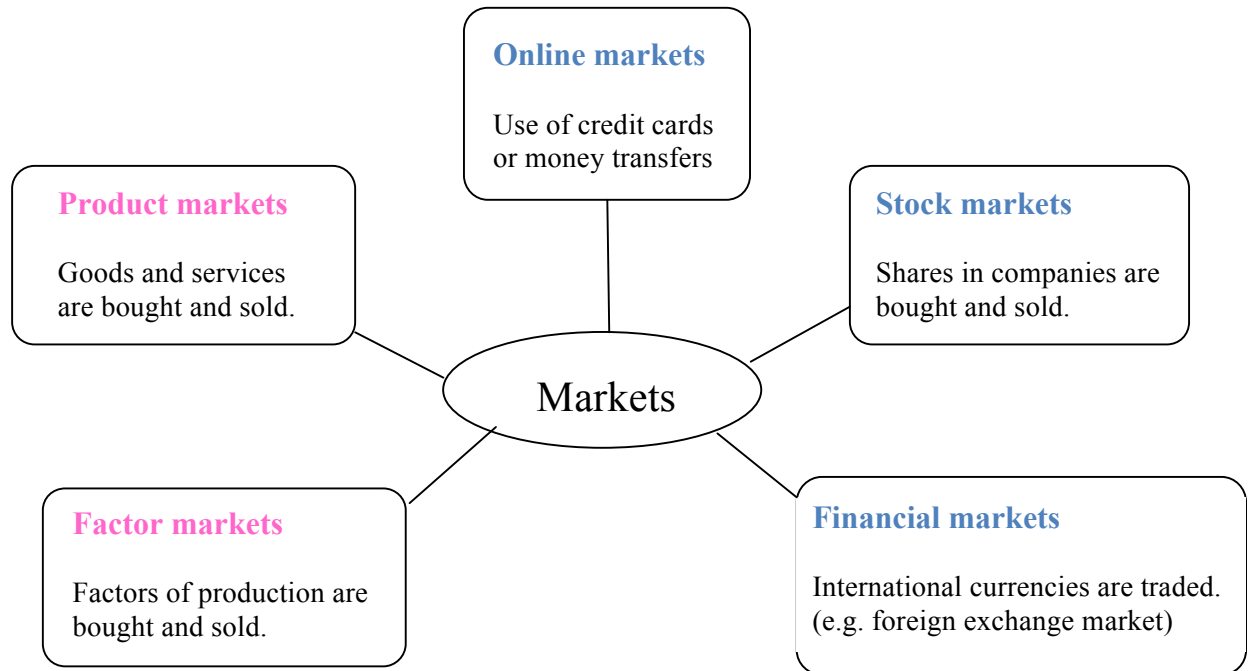 Online markets
Use of credit cards
or money transfers
Product markets
Goods and services
are bought and sold.
Stock markets
Shares in companies are
bought and sold.
Markets
Factor markets
Factors of production are
bought and sold.
Financial markets
International currencies are traded.
(e.g. foreign exchange market)